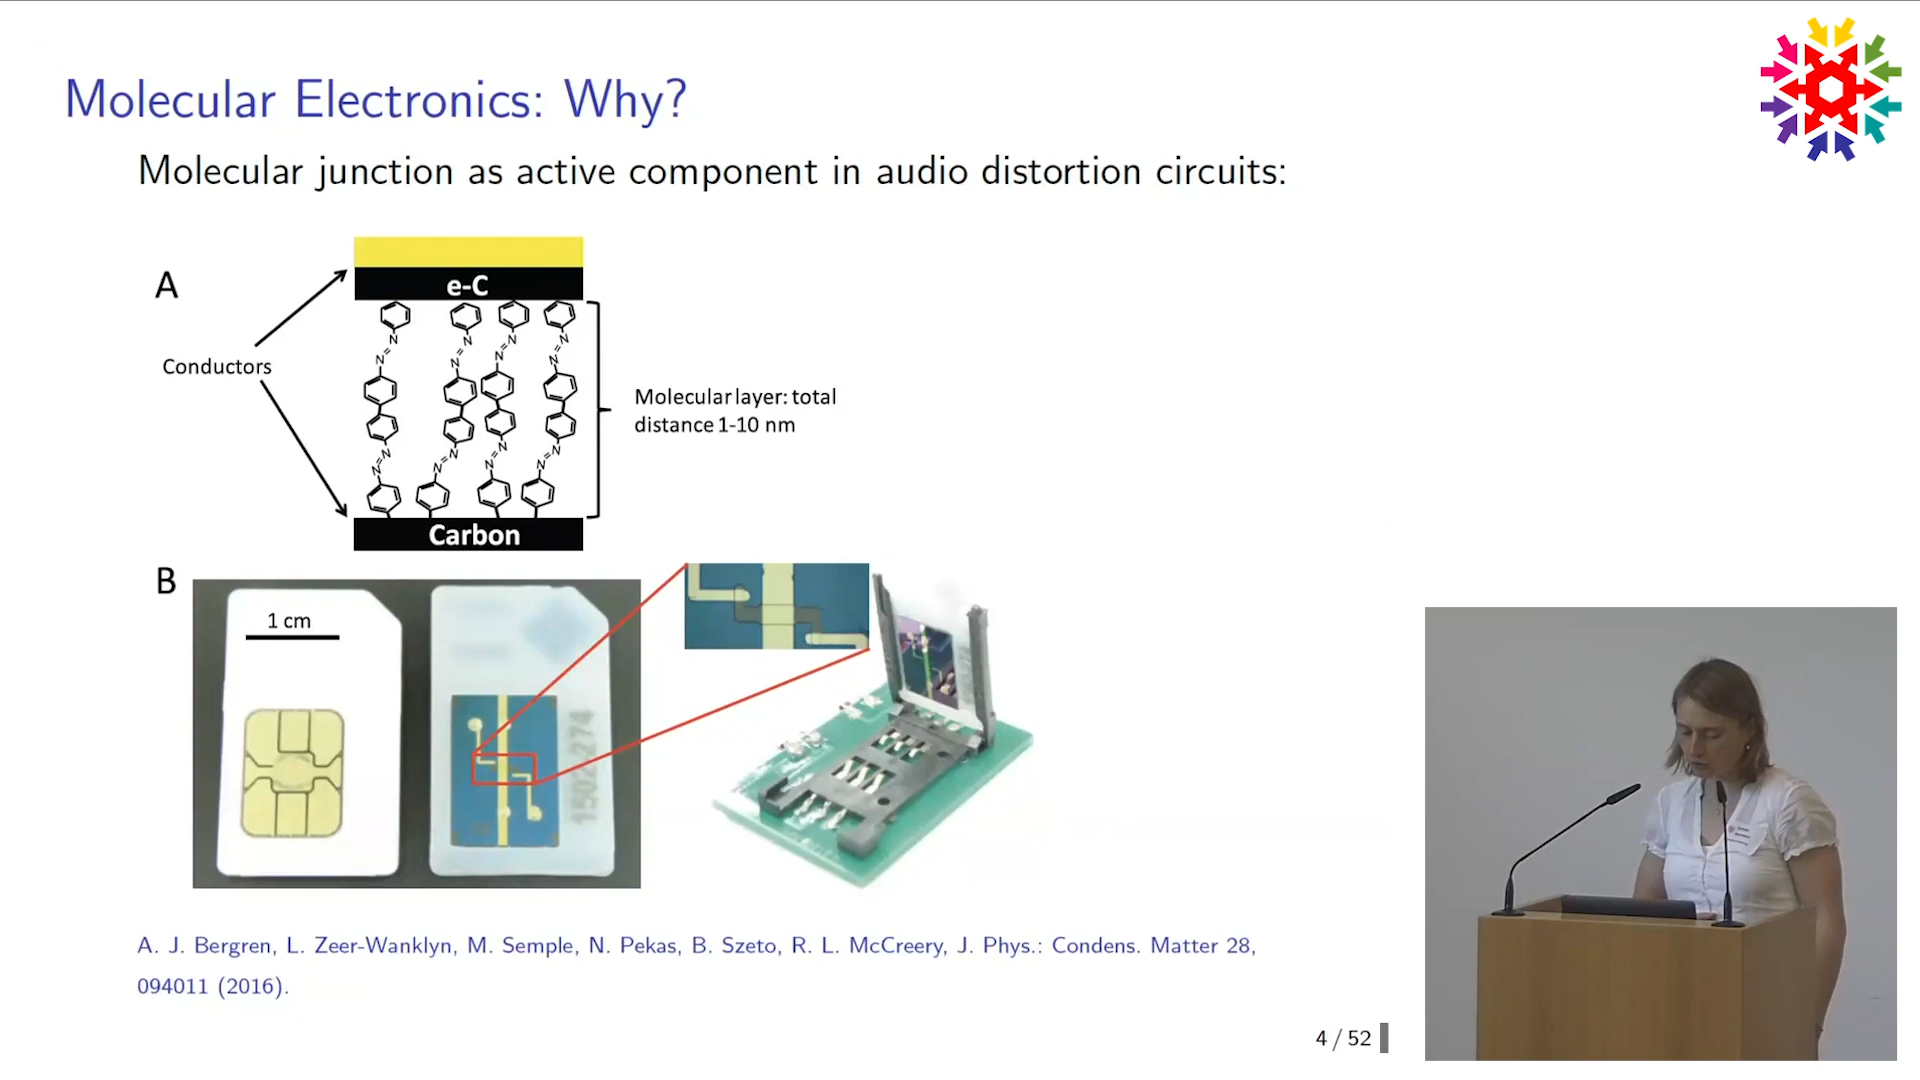 Molecular Electronics: Why?
Molecular junction as active component in audio distortion circuits:
A
e-C
Conductors
N
N
N
N
N
N
N
N
Molecular layer: total
distance 1-10 nm
N
N
N
N
N
N
N
N
Carbon
B
1 cm
A. J. Bergren, L. Zeer-Wanklyn, M. Semple, N. Pekas, B. Szeto, R. L. McCreery, J. Phys.: Condens. Matter 28,
094011 (2016).
4 / 52